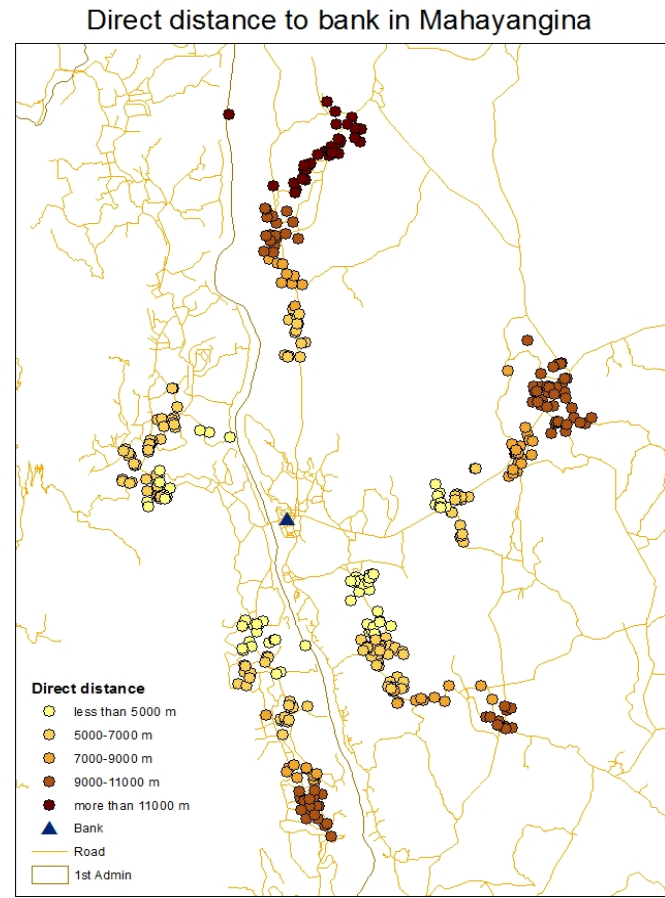 Direct distance to bank in Mahayangina
Direct distance
less than 5000 m
5000-7000 m
7000-9000 m
9000-11000 m
more than 11000 m
Bank
Road
1st Admin